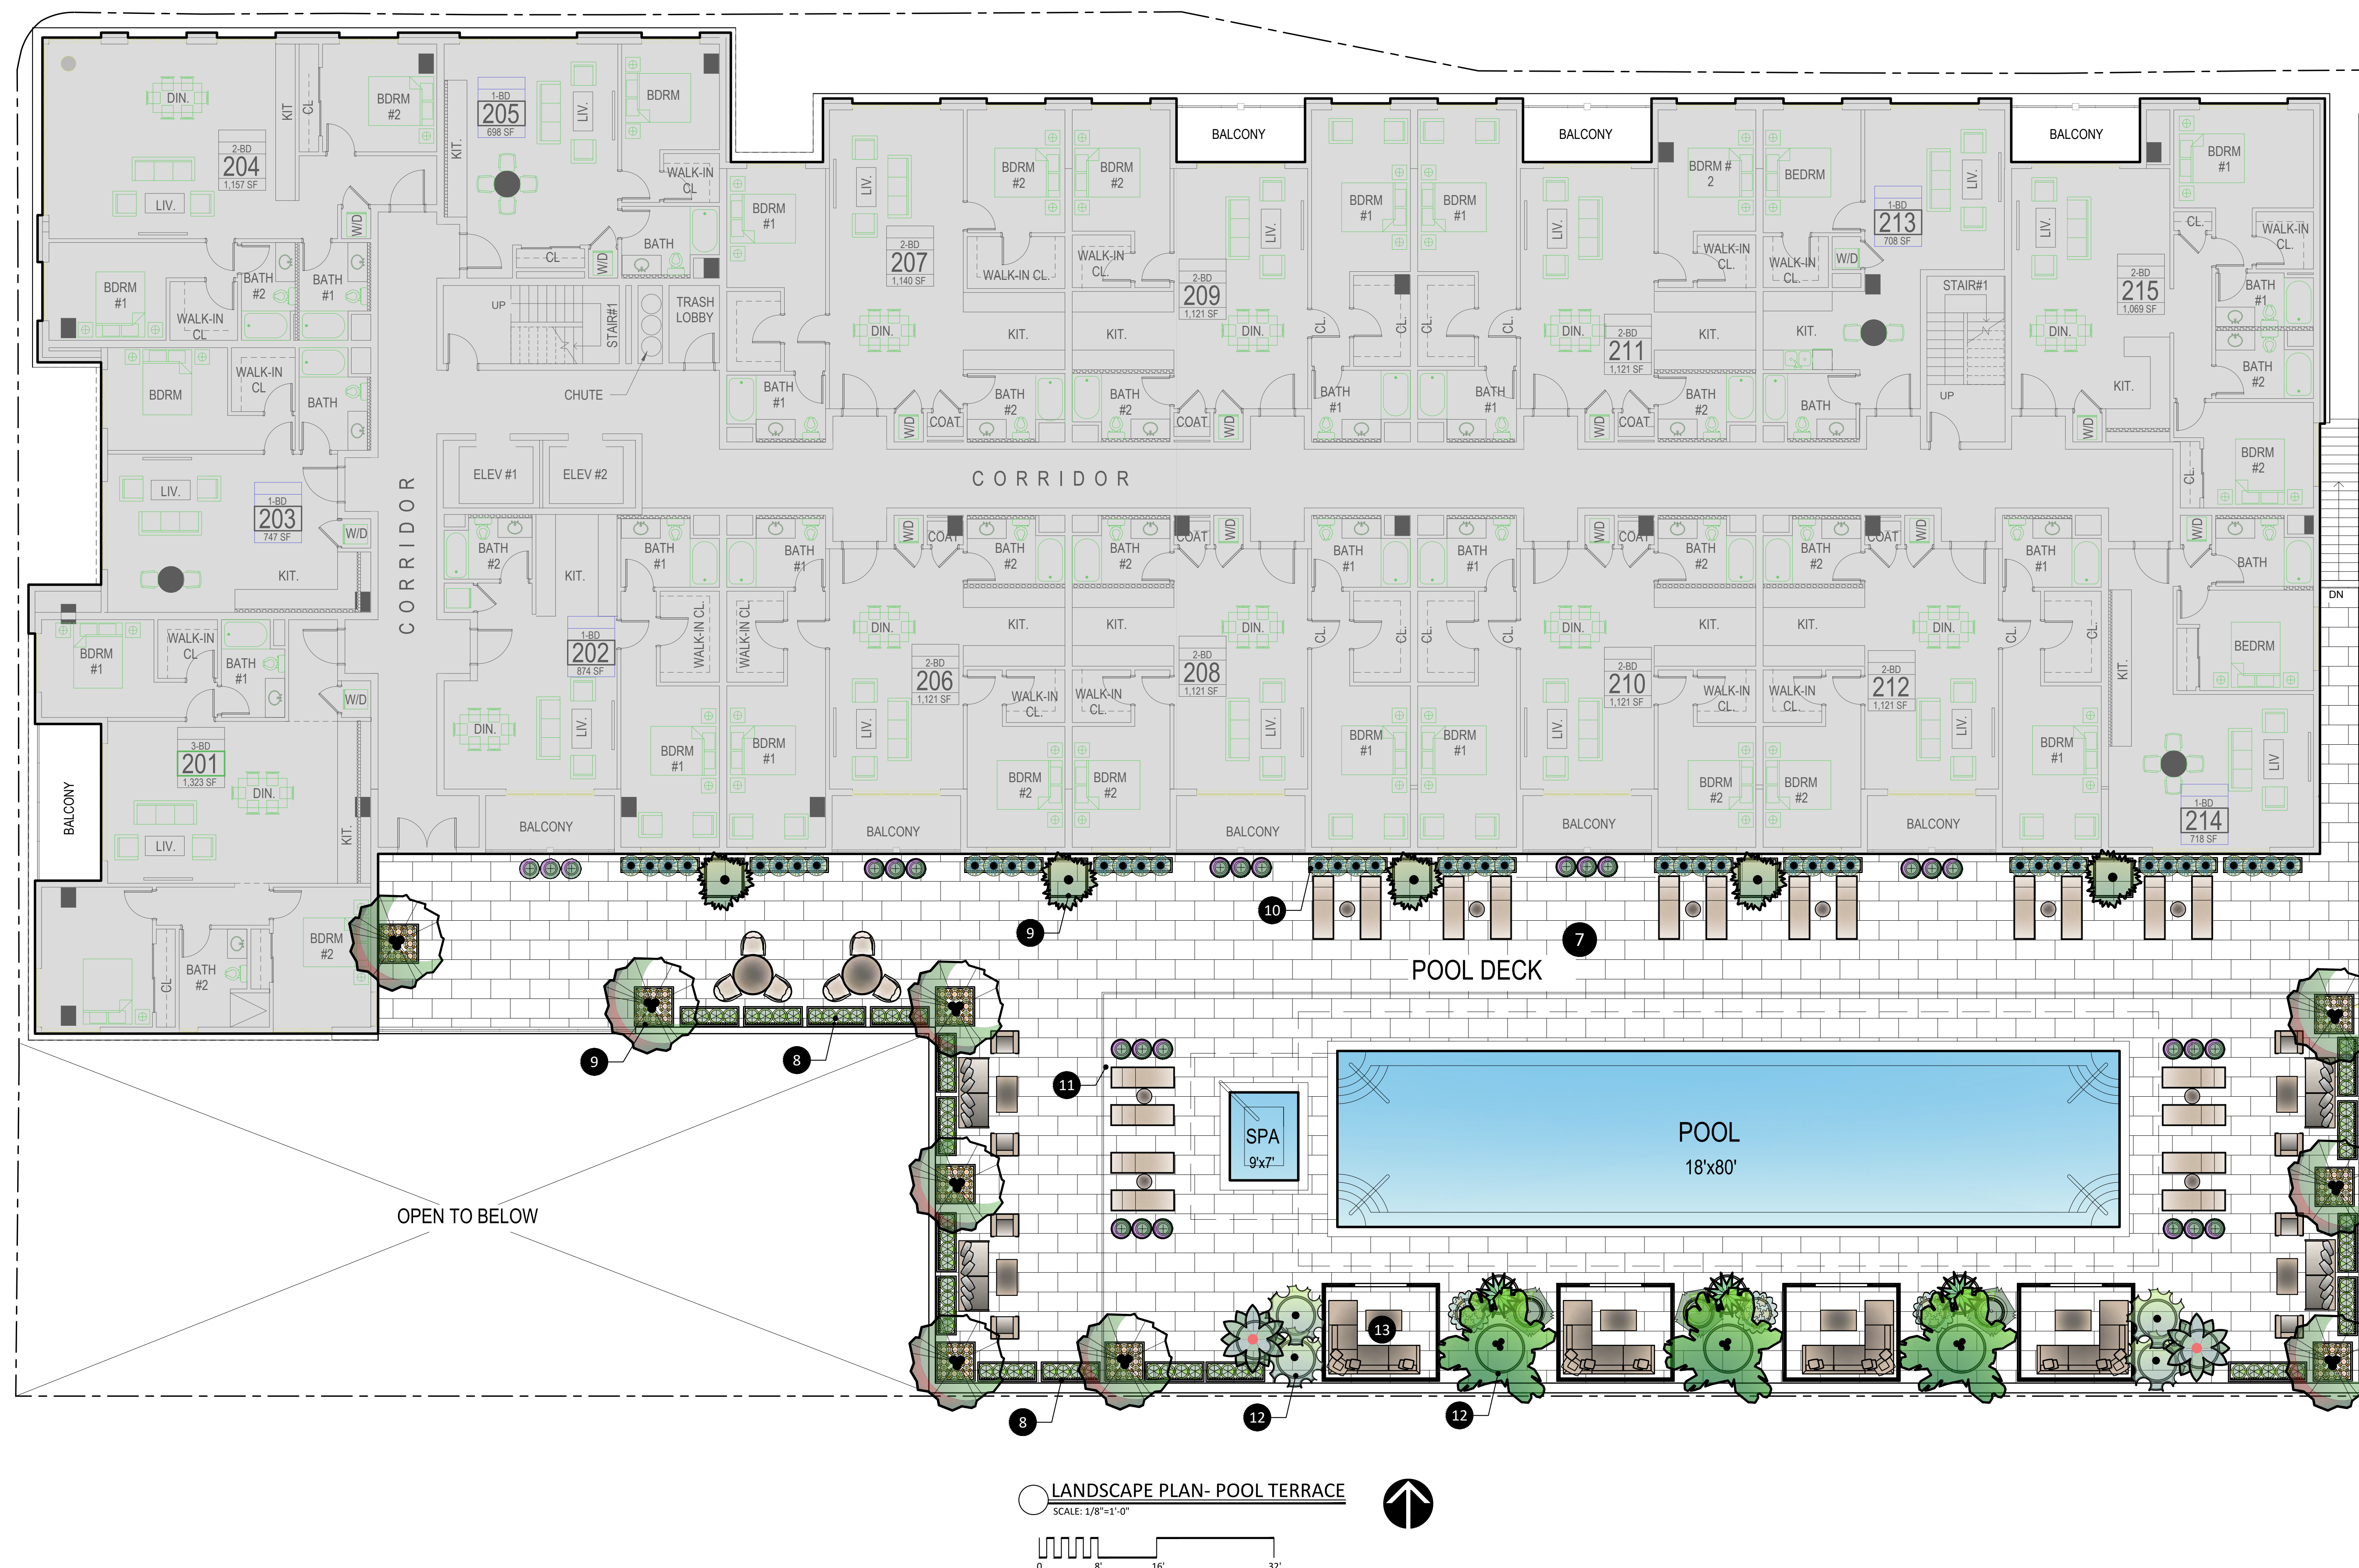 DIN.
KIT
CL
BDRM
#2
2-BD
204
1,157 SF
LIV.
W/D
BDRM
#1
WALK-IN
CL
BATH
#2
BATH
#1
1-BD
205
698 SF
KIT.
LIV.
BDRM
WALK-IN
CL
BATH
CL
W/D
UP
STAIR#1
TRASH
LOBBY
CHUTE
BDRM
#1
LIV.
2-BD
207
1,140 SF
DIN.
BDRM
#2
WALK-IN CL.
KIT.
BATH
#1
W/D
COAT
BATH
#2
BDRM
#2
WALK-IN
CL.
KIT.
BATH
#2
BALCONY
2-BD
209
1,121 SF
LIV.
DIN.
COAT
W/D
BDRM
#1
CL.
CL.
BATH
#1
BDRM
#1
CL.
CL.
BATH
#1
BALCONY
LIV.
DIN.
2-BD
211
1,121 SF
W/D
COAT
BDRM #
2
WALK-IN
CL.
KIT.
BATH
#2
BEDRM
WALK-IN
CL.
W/D
KIT.
BATH
1-BD
213
708 SF
LIV.
STAIR#1
UP
BALCONY
LIV.
DIN.
2-BD
215
1,069 SF
KIT.
W/D
BDRM
#1
CL.
WALK-IN
CL.
BATH
#1
BATH
#2
BDRM
#2
CL.
BDRM
WALK-IN
CL
BATH
LIV.
1-BD
203
747 SF
W/D
KIT.
CORRIDOR
ELEV #1
ELEV #2
CORRIDOR
BDRM
#1
WALK-IN
CL
BATH
#1
W/D
3-BD
201
1,323 SF
DIN.
LIV.
KIT.
BALCONY
CL
BATH
#2
BDRM
#2
BATH
#2
KIT.
1-BD
202
874 SF
DIN.
LIV.
BALCONY
BATH
#1
WALK-IN CL.
BDRM
#1
BATH
#1
WALK-IN CL.
BDRM
#1
W/D
COAT
DIN.
2-BD
206
1,121 SF
LIV.
BALCONY
BATH
#2
KIT.
WALK-IN
CL.
BDRM
#2
BATH
#2
KIT.
WALK-IN
CL.
BDRM
#2
COAT
W/D
DIN.
2-BD
208
1,121 SF
LIV.
BALCONY
BATH
#1
CL.
CL.
BDRM
#1
BATH
#1
CL.
CL.
BDRM
#1
W/D
COAT
DIN.
2-BD
210
1,121 SF
LIV.
BALCONY
BATH
#2
KIT.
WALK-IN
CL.
BDRM
#2
BATH
#2
KIT.
WALK-IN
CL.
BDRM
#2
COAT
W/D
DIN.
2-BD
212
1,121 SF
LIV.
BALCONY
BATH
#1
CL.
CL.
BDRM
#1
KIT.
W/D
BATH
BEDRM
LIV
1-BD
214
718 SF
DN
10
9
7
POOL DECK
9
8
11
SPA
9'x7'
POOL
18'x80'
OPEN TO BELOW
13
8
12
12
LANDSCAPE PLAN- POOL TERRACE
SCALE: 1/8"=1'-0"
0 8' 16' 32'